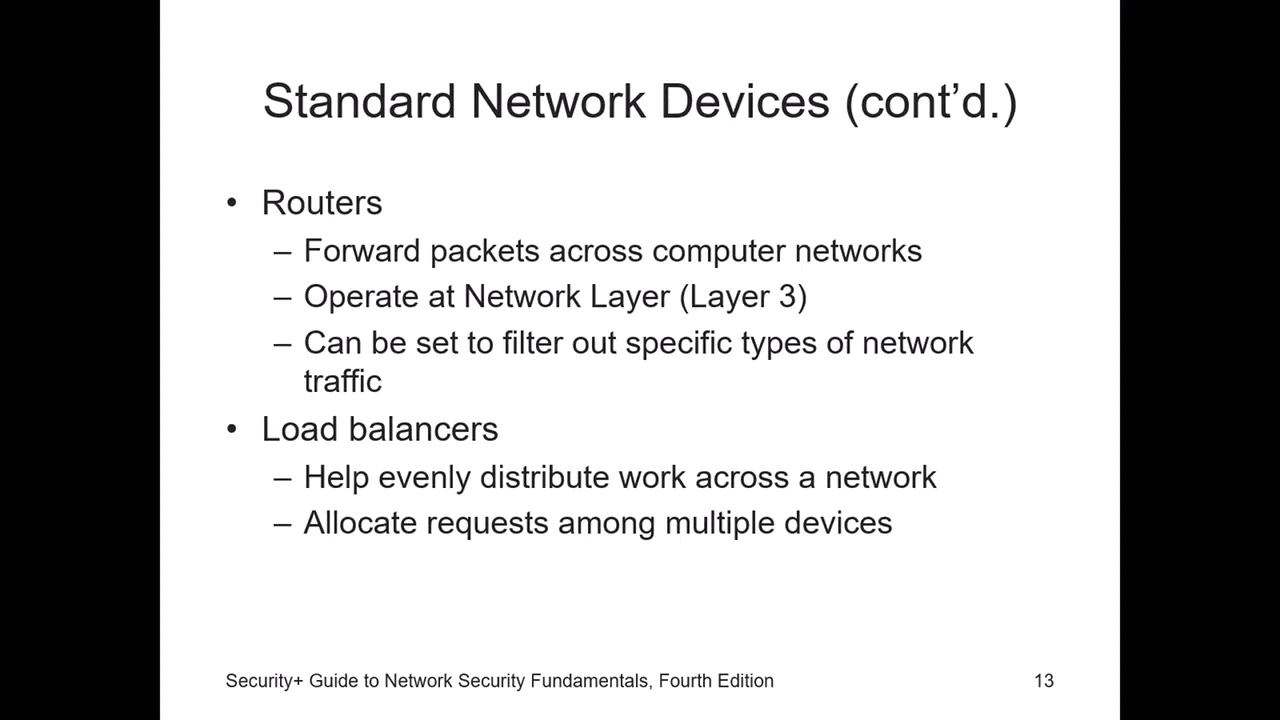 Standard Network Devices (cont’d.)
• Routers
– Forward packets across computer networks
– Operate at Network Layer (Layer 3)
– Can be set to filter out specific types of network
traffic
• Load balancers
– Help evenly distribute work across a network
– Allocate requests among multiple devices
Security+ Guide to Network Security Fundamentals, Fourth Edition
13